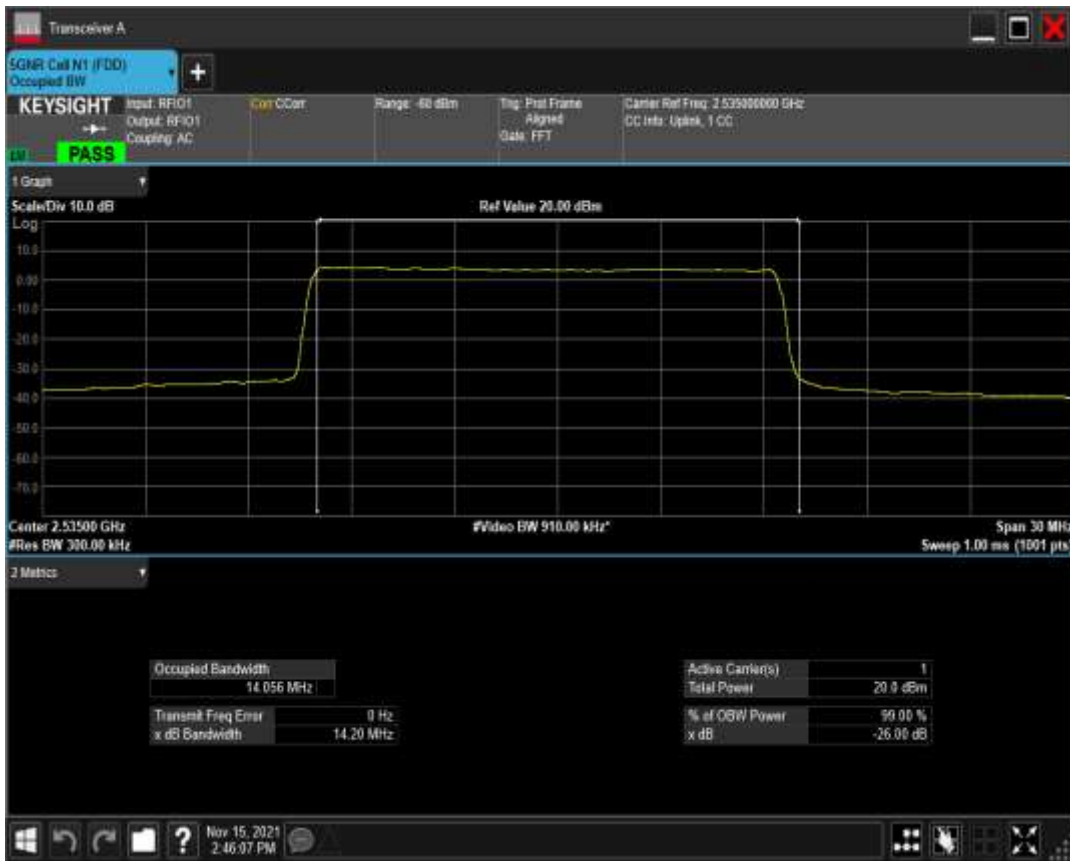 Transceiver A
5GNR Cell N1 (FDD)
Occupied BW
+
KEYSIGHT
Input: RFIO1
Output: RFIO1
Coupling: AC
Corr CCorr
Range: -60 dBm
Trig: Prot Frame
Aligned
Gate: FFT
Carrier Ref Freq: 2.535000000 GHz
CC Info: Uplink, 1 CC
PASS
1 Graph
Scale/Div 10.0 dB
Ref Value 20.00 dBm
Log
10.0
0.00
-10.0
-20.0
-30.0
-40.0
-50.0
-60.0
-70.0
Center 2.53500 GHz
#Video BW 910.00 kHz*
Span 30 MHz
#Res BW 300.00 kHz
Sweep 1.00 ms (1001 pts)
2 Metrics
Occupied Bandwidth
14.056 MHz
Active Carrier(s) 1
Total Power 20.0 dBm
Transmit Freq Error 0 Hz
x dB Bandwidth 14.20 MHz
% of OBW Power 99.00 %
x dB -26.00 dB
?
Nov 15, 2021
2:46:07 PM